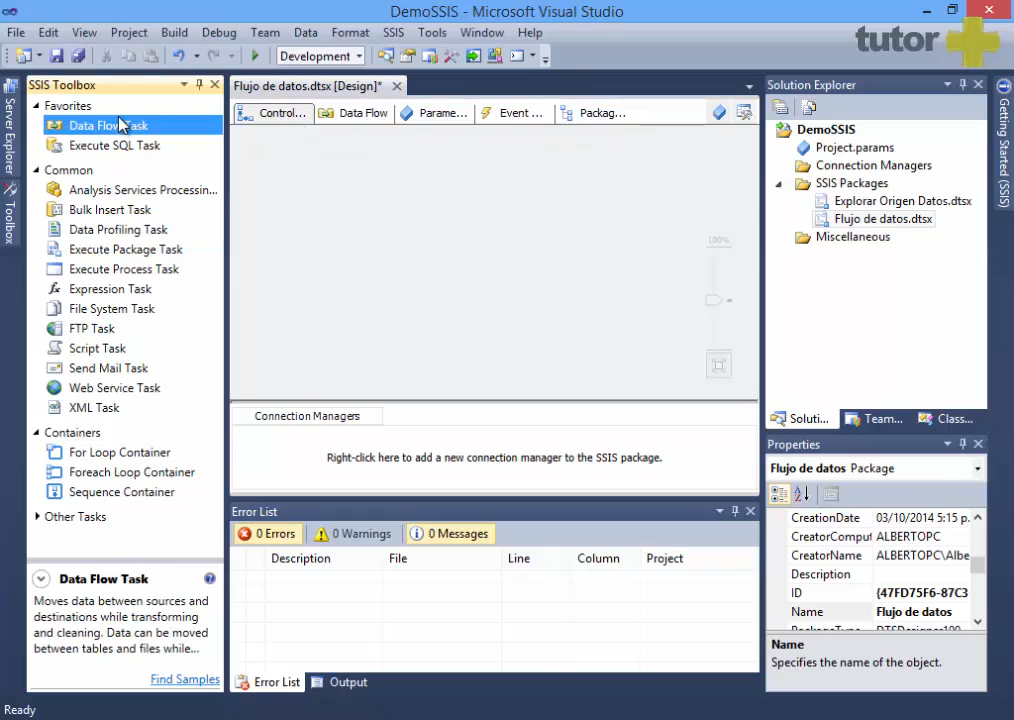 DemoSSIS - Microsoft Visual Studio
File Edit View Project Build Debug Team Data Format SSIS Tools Window Help
tutor
Development
Server Explorer
Toolbox
SSIS Toolbox
Favorites
Data Flow Task
Execute SQL Task
Common
Analysis Services Processin...
Bulk Insert Task
Data Profiling Task
Execute Package Task
Execute Process Task
Expression Task
File System Task
FTP Task
Script Task
Send Mail Task
Web Service Task
XML Task
Containers
For Loop Container
Foreach Loop Container
Sequence Container
Other Tasks
Data Flow Task
Moves data between sources and
destinations while transforming
and cleaning. Data can be moved
between tables and files while...
Find Samples
Flujo de datos.dtsx [Design]*
Control... Data Flow Parame... Event ... Packag...
100%
Connection Managers
Right-click here to add a new connection manager to the SSIS package.
Error List
0 Errors 0 Warnings 0 Messages
Description File Line Column Project
Error List Output
Solution Explorer
DemoSSIS
Project.params
Connection Managers
SSIS Packages
Explorar Origen Datos.dtsx
Flujo de datos.dtsx
Miscellaneous
Soluti... Team... Class...
Properties
Flujo de datos Package
CreationDate 03/10/2014 5:15 p.
CreatorComput ALBERTOPC
CreatorName ALBERTOPC\Albe
Description
ID {47FD75F6-87C3
Name Flujo de datos
PackageType DTSDesigner100
Name
Specifies the name of the object.
Getting Started (SSIS)
Ready